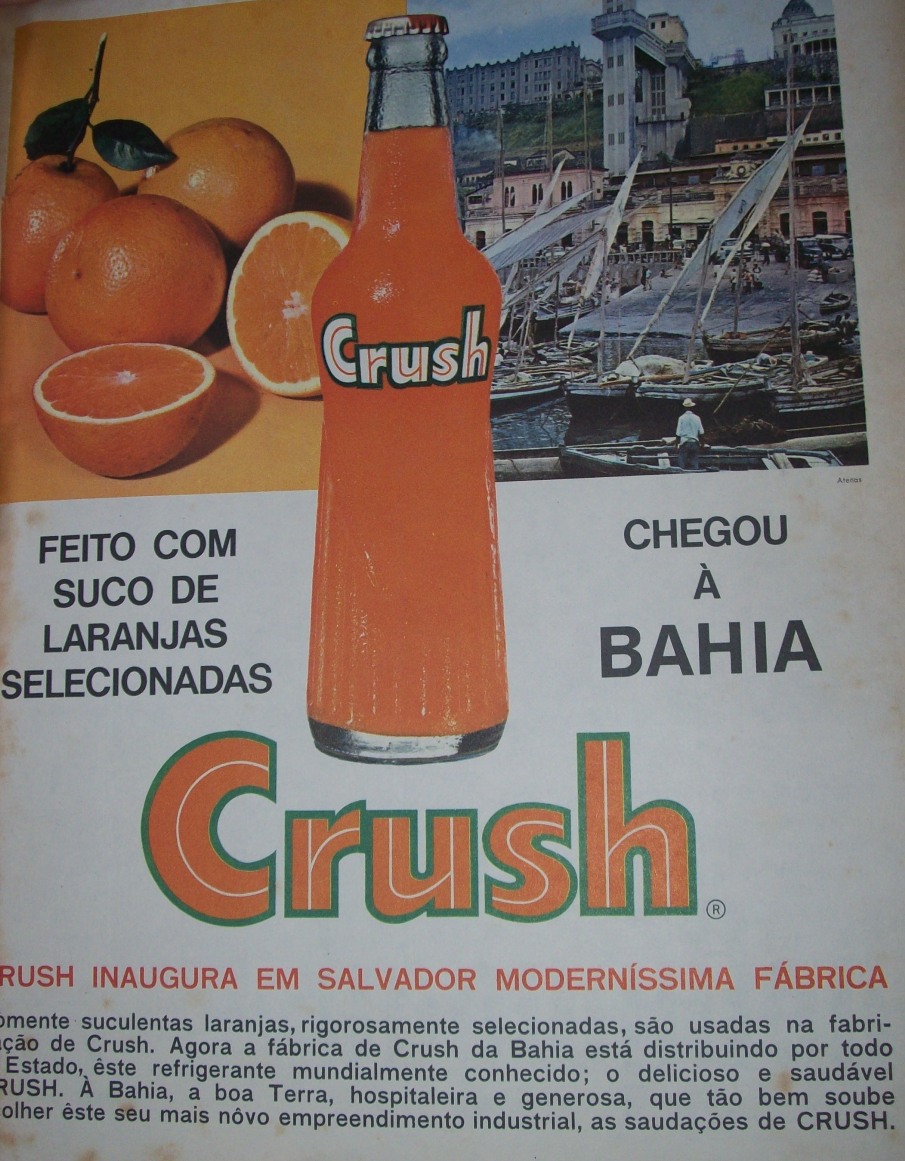 Crush
Arenas
FEITO COM
SUCO DE
LARANJAS
SELECIONADAS
CHEGOU
À
BAHIA
Crush ®
RUSH INAUGURA EM SALVADOR MODERNÍSSIMA FÁBRICA
omente suculentas laranjas, rigorosamente selecionadas, são usadas na fabri-
ação de Crush. Agora a fábrica de Crush da Bahia está distribuindo por todo
Estado, êste refrigerante mundialmente conhecido; o delicioso e saudável
RUSH. À Bahia, a boa Terra, hospitaleira e generosa, que tão bem soube
olher êste seu mais nôvo empreendimento industrial, as saudações de CRUSH.